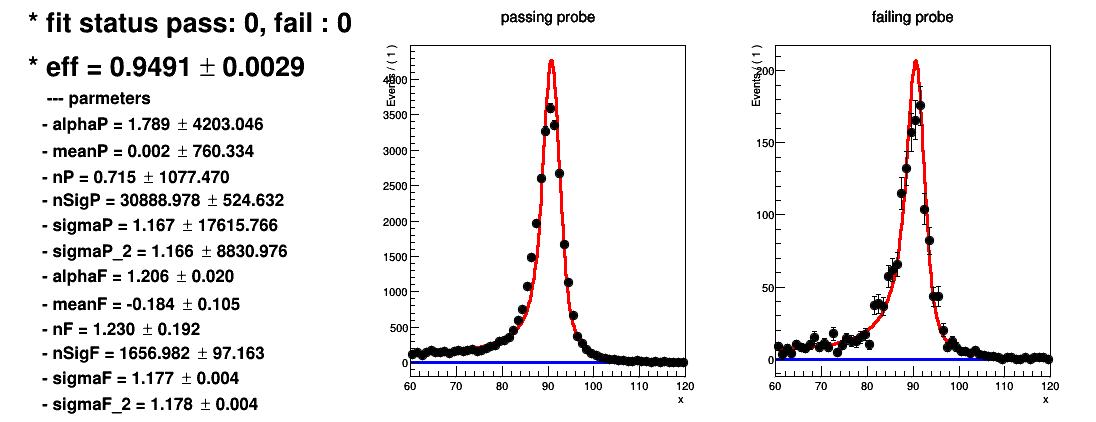 * fit status pass: 0, fail : 0
* eff = 0.9491 ± 0.0029
--- parmeters
- alphaP = 1.789 ± 4203.046
- meanP = 0.002 ± 760.334
- nP = 0.715 ± 1077.470
- nSigP = 30888.978 ± 524.632
- sigmaP = 1.167 ± 17615.766
- sigmaP_2 = 1.166 ± 8830.976
- alphaF = 1.206 ± 0.020
- meanF = -0.184 ± 0.105
- nF = 1.230 ± 0.192
- nSigF = 1656.982 ± 97.163
- sigmaF = 1.177 ± 0.004
- sigmaF_2 = 1.178 ± 0.004
passing probe
Events / ( 1 )
4000
3500
3000
2500
2000
1500
1000
500
0
60 70 80 90 100 110 120
x
failing probe
Events / ( 1 )
200
150
100
50
0
60 70 80 90 100 110 120
x